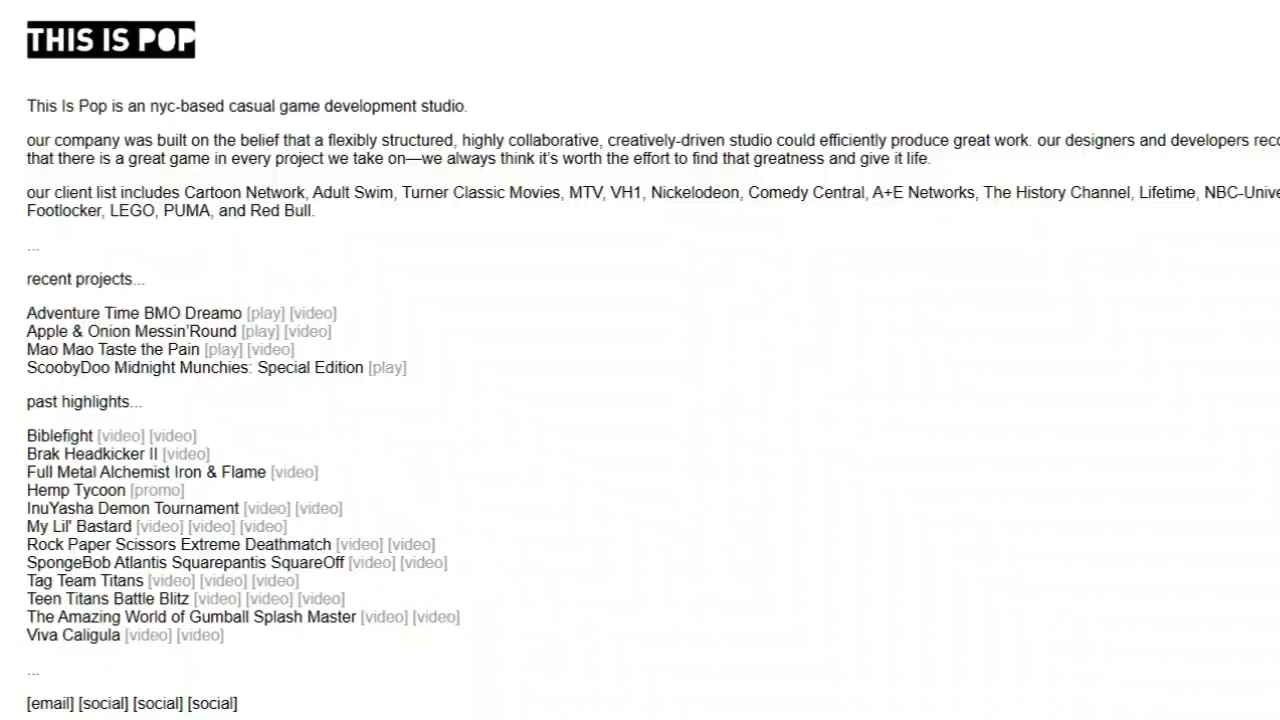 THIS IS POP
This Is Pop is an nyc-based casual game development studio.
our company was built on the belief that a flexibly structured, highly collaborative, creatively-driven studio could efficiently produce great work. our designers and developers
that there is a great game in every project we take on—we always think it’s worth the effort to find that greatness and give it life.
our client list includes Cartoon Network, Adult Swim, Turner Classic Movies, MTV, VH1, Nickelodeon, Comedy Central, A+E Networks, The History Channel, Lifetime,
Footlocker, LEGO, PUMA, and Red Bull.
...
recent projects...
Adventure Time BMO Dreamo [play] [video]
Apple & Onion Messin’Round [play] [video]
Mao Mao Taste the Pain [play] [video]
ScoobyDoo Midnight Munchies: Special Edition [play]
past highlights...
Biblefight [video] [video]
Brak Headkicker II [video]
Full Metal Alchemist Iron & Flame [video]
Hemp Tycoon [promo]
InuYasha Demon Tournament [video] [video]
My Lil' Bastard [video] [video] [video]
Rock Paper Scissors Extreme Deathmatch [video] [video]
SpongeBob Atlantis Squarepantis SquareOff [video] [video]
Tag Team Titans [video] [video] [video]
Teen Titans Battle Blitz [video] [video] [video]
The Amazing World of Gumball Splash Master [video] [video]
Viva Caligula [video] [video]
...
[email] [social] [social] [social]